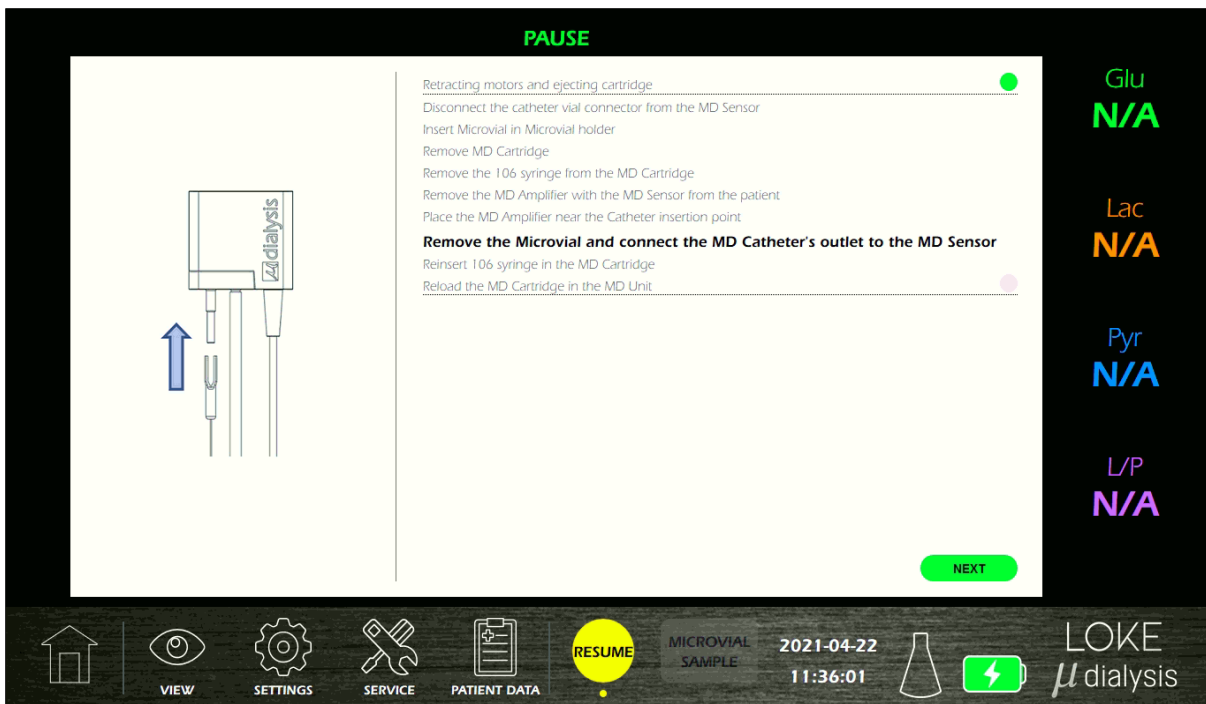 PAUSE
Retracting motors and ejecting cartridge
Disconnect the catheter vial connector from the MD Sensor
Insert Microvial in Microvial holder
Remove MD Cartridge
Remove the 106 syringe from the MD Cartridge
Remove the MD Amplifier with the MD Sensor from the patient
Place the MD Amplifier near the Catheter insertion point
Remove the Microvial and connect the MD Catheter's outlet to the MD Sensor
Reinsert 106 syringe in the MD Cartridge
Reload the MD Cartridge in the MD Unit
μdialysis
NEXT
Glu
N/A
Lac
N/A
Pyr
N/A
L/P
N/A
VIEW
SETTINGS
SERVICE
PATIENT DATA
RESUME
MICROVIAL
SAMPLE
2021-04-22
11:36:01
LOKE
μ dialysis